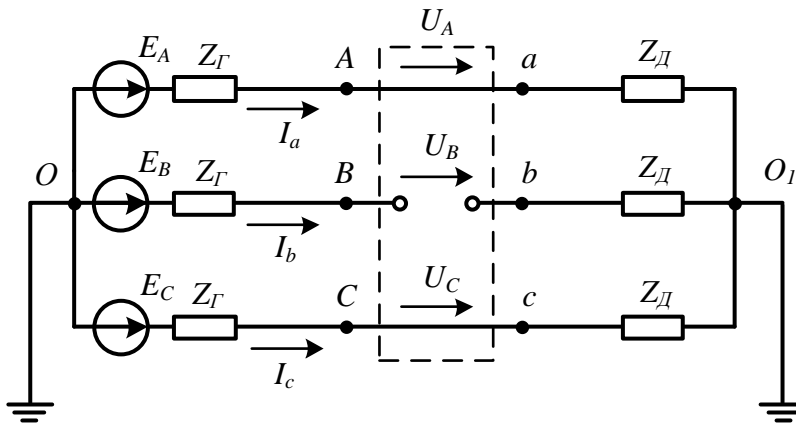 U_A
E_A Z_Г A a Z_Д
I_a
O E_B Z_Г B U_B b Z_Д O_1
I_b
E_C Z_Г C U_C c Z_Д
I_c